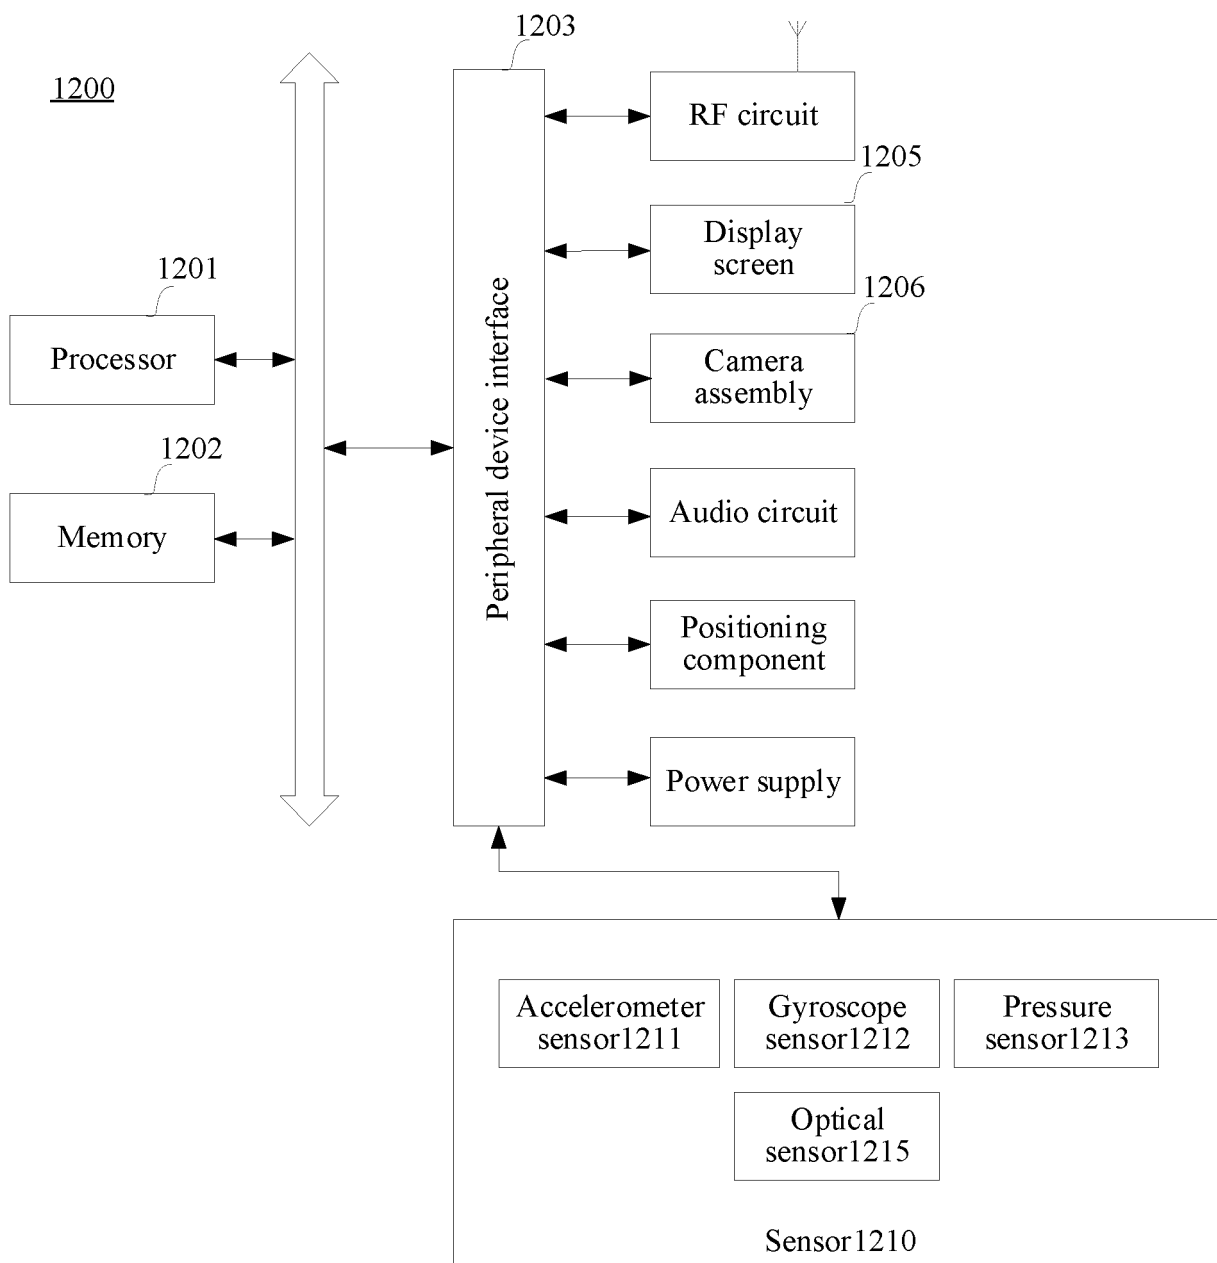 1200
1203
RF circuit
1205
Display
screen
1201
Processor
1206
Camera
assembly
Peripheral device interface
1202
Memory
Audio circuit
Positioning
component
Power supply
Accelerometer
sensor1211
Gyroscope
sensor1212
Pressure
sensor1213
Optical
sensor1215
Sensor1210